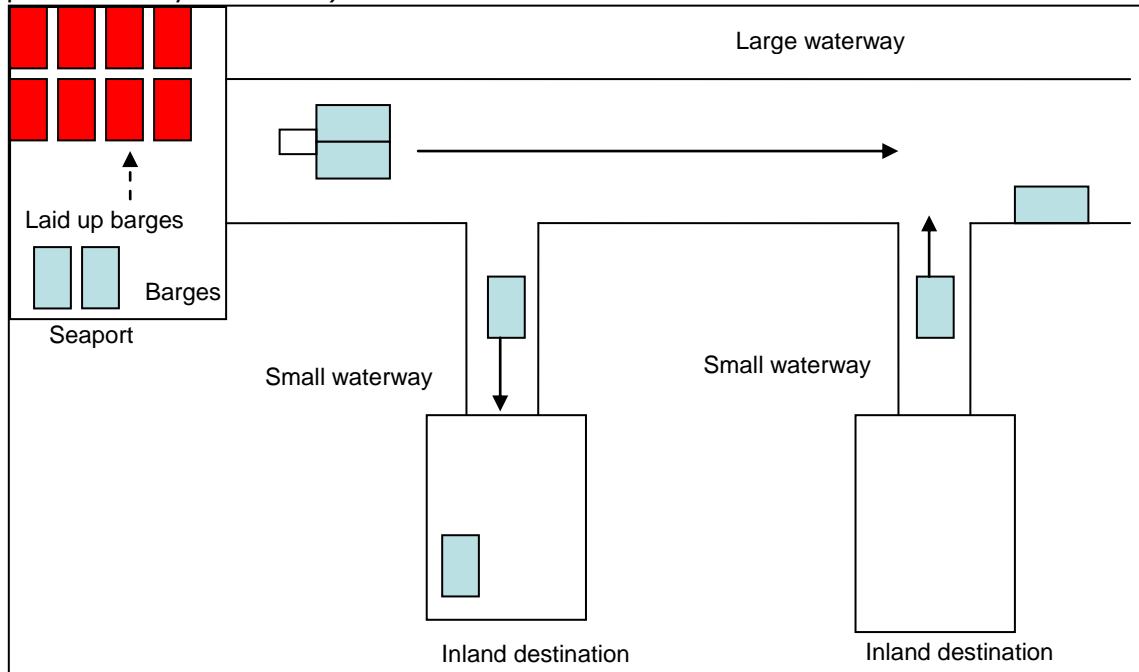 Large waterway
Laid up barges
Barges
Seaport
Small waterway
Small waterway
Inland destination
Inland destination